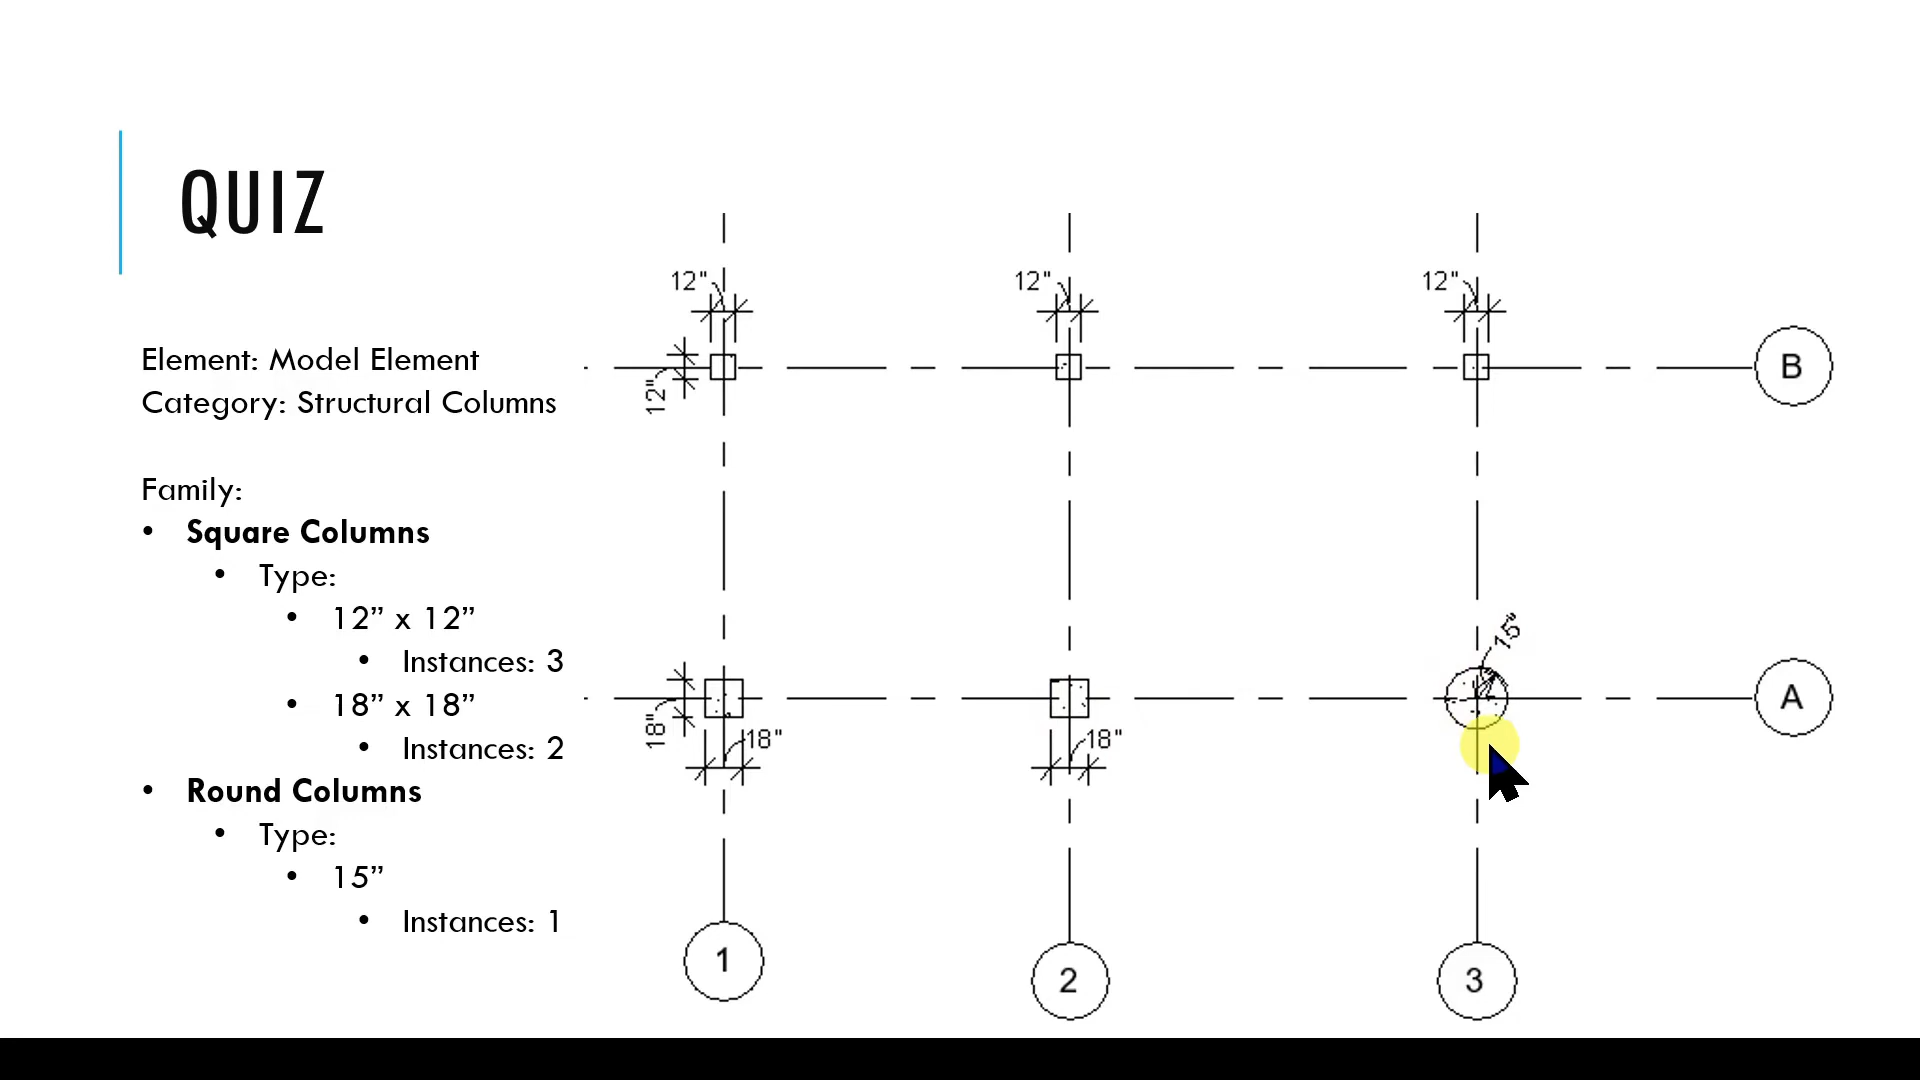 QUIZ
Element: Model Element
Category: Structural Columns
Family:
• Square Columns
• Type:
• 12” x 12”
• Instances: 3
• 18” x 18”
• Instances: 2
• Round Columns
• Type:
• 15”
• Instances: 1
12"
12"
12"
12"
B
15"
18"
18"
18"
A
1
2
3